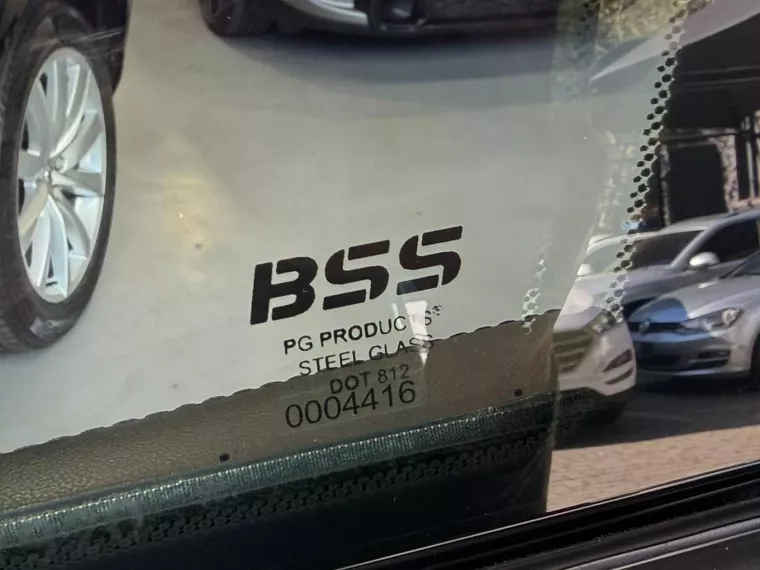 BSS
PG PRODUCTS®
STEEL GLASS
DOT 812
0004416